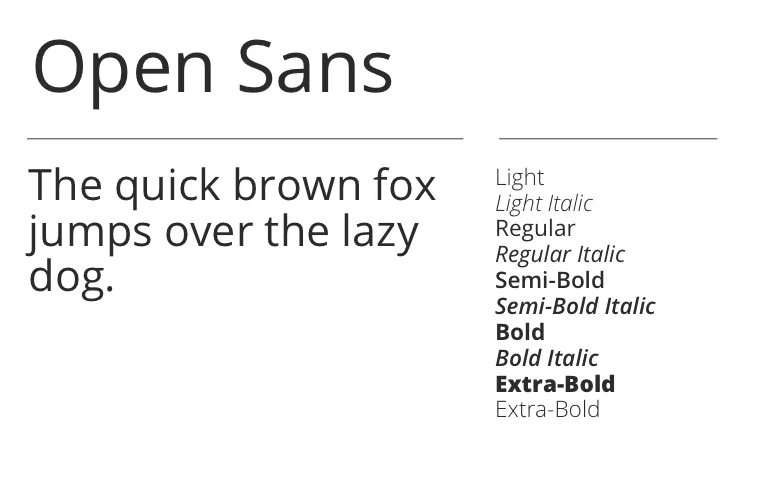 Open Sans
The quick brown fox
jumps over the lazy
dog.
Light
Light Italic
Regular
Regular Italic
Semi-Bold
Semi-Bold Italic
Bold
Bold Italic
Extra-Bold
Extra-Bold